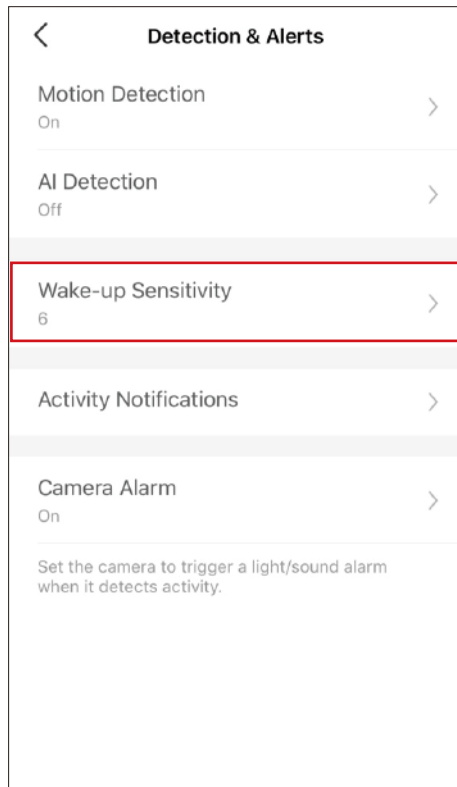 Detection & Alerts
Motion Detection
On
AI Detection
Off
Wake-up Sensitivity
6
Activity Notifications
Camera Alarm
On
Set the camera to trigger a light/sound alarm
when it detects activity.